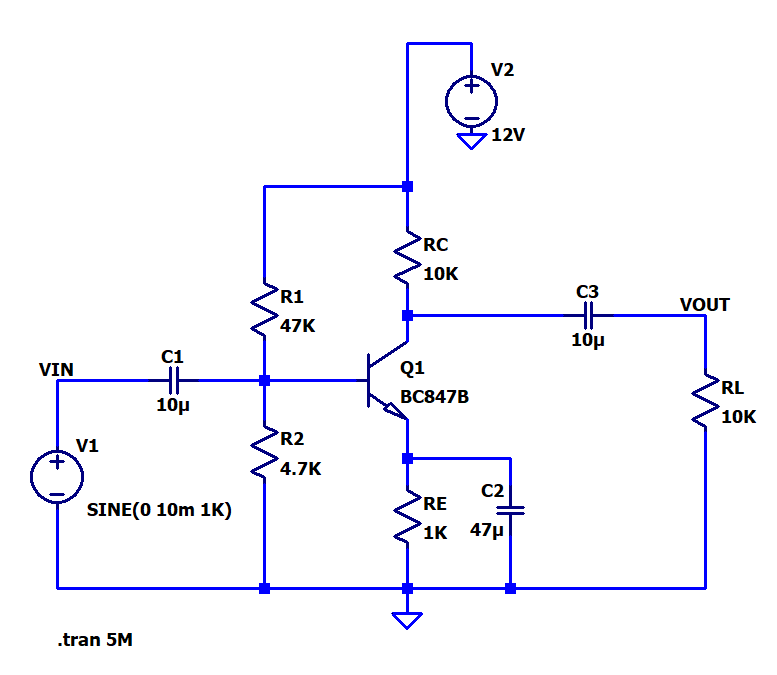 V2
12V
RC
10K
R1
47K
C3
10µ
VOUT
C1
10µ
VIN
Q1
BC847B
RL
10K
V1
SINE(0 10m 1K)
R2
4.7K
RE
1K
C2
47µ
.tran 5M